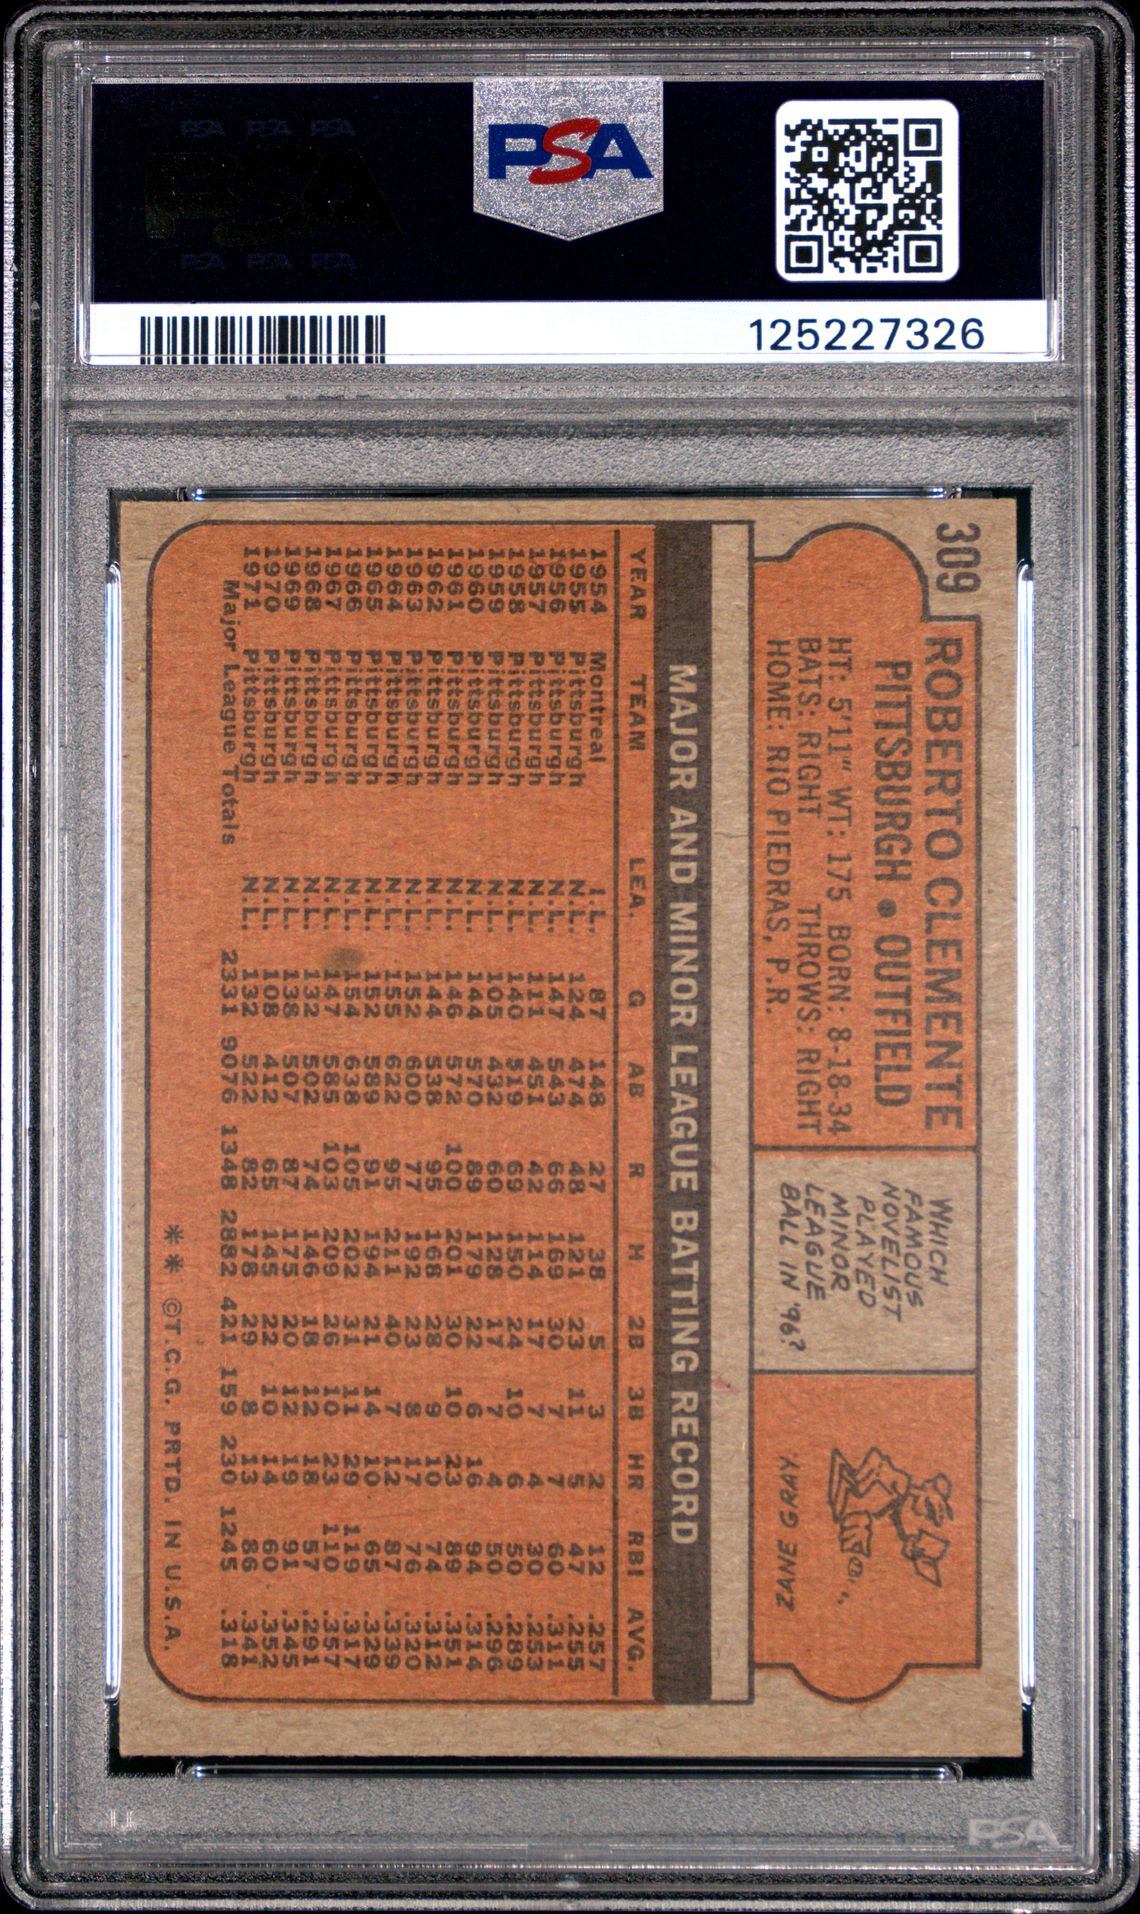 PSA PSA PSA
PSA
PSA PSA PSA
PSA
125227326
309
ROBERTO CLEMENTE
PITTSBURGH • OUTFIELD
HT: 5'11" WT: 175 BORN: 8-18-34
BATS: RIGHT THROWS: RIGHT
HOME: RIO PIEDRAS, P.R.
WHICH
FAMOUS
NOVELIST
PLAYED
MINOR
LEAGUE
BALL IN '96?
ZANE GRAY.
MAJOR AND MINOR LEAGUE BATTING RECORD
YEAR TEAM LEA. G AB R H 2B 3B HR RBI AVG.
1954 Montreal I.L. 87 148 27 38 5 3 2 12 .257
1955 Pittsburgh N.L. 124 474 48 121 23 11 5 47 .255
1956 Pittsburgh N.L. 147 543 66 169 30 7 7 60 .311
1957 Pittsburgh N.L. 111 451 42 114 17 7 4 30 .253
1958 Pittsburgh N.L. 140 519 69 150 24 10 6 50 .289
1959 Pittsburgh N.L. 105 432 60 128 17 7 4 50 .296
1960 Pittsburgh N.L. 144 570 89 179 22 6 16 94 .314
1961 Pittsburgh N.L. 146 572 100 201 30 10 23 89 .351
1962 Pittsburgh N.L. 144 538 95 168 28 9 10 74 .312
1963 Pittsburgh N.L. 152 600 77 192 23 8 17 76 .320
1964 Pittsburgh N.L. 155 622 95 211 40 7 12 87 .339
1965 Pittsburgh N.L. 152 589 91 194 21 14 10 65 .329
1966 Pittsburgh N.L. 154 638 105 202 31 11 29 119 .317
1967 Pittsburgh N.L. 147 585 103 209 26 10 23 110 .357
1968 Pittsburgh N.L. 132 502 74 146 18 12 18 57 .291
1969 Pittsburgh N.L. 138 507 87 175 20 12 19 91 .345
1970 Pittsburgh N.L. 108 412 65 145 22 10 14 60 .352
1971 Pittsburgh N.L. 132 522 82 178 29 8 13 86 .341
Major League Totals 2331 9076 1348 2882 421 159 230 1245 .318
** ©T.C.G. PRTD. IN U.S.A.
PSA